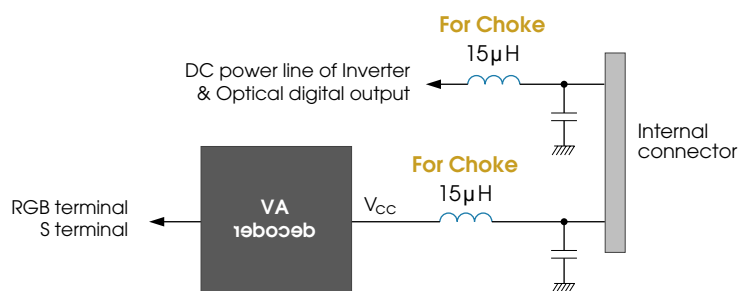 For Choke
15µH
DC power line of Inverter
& Optical digital output
Internal
connector
For Choke
15µH
RGB terminal
S terminal
VA
decoder
VCC